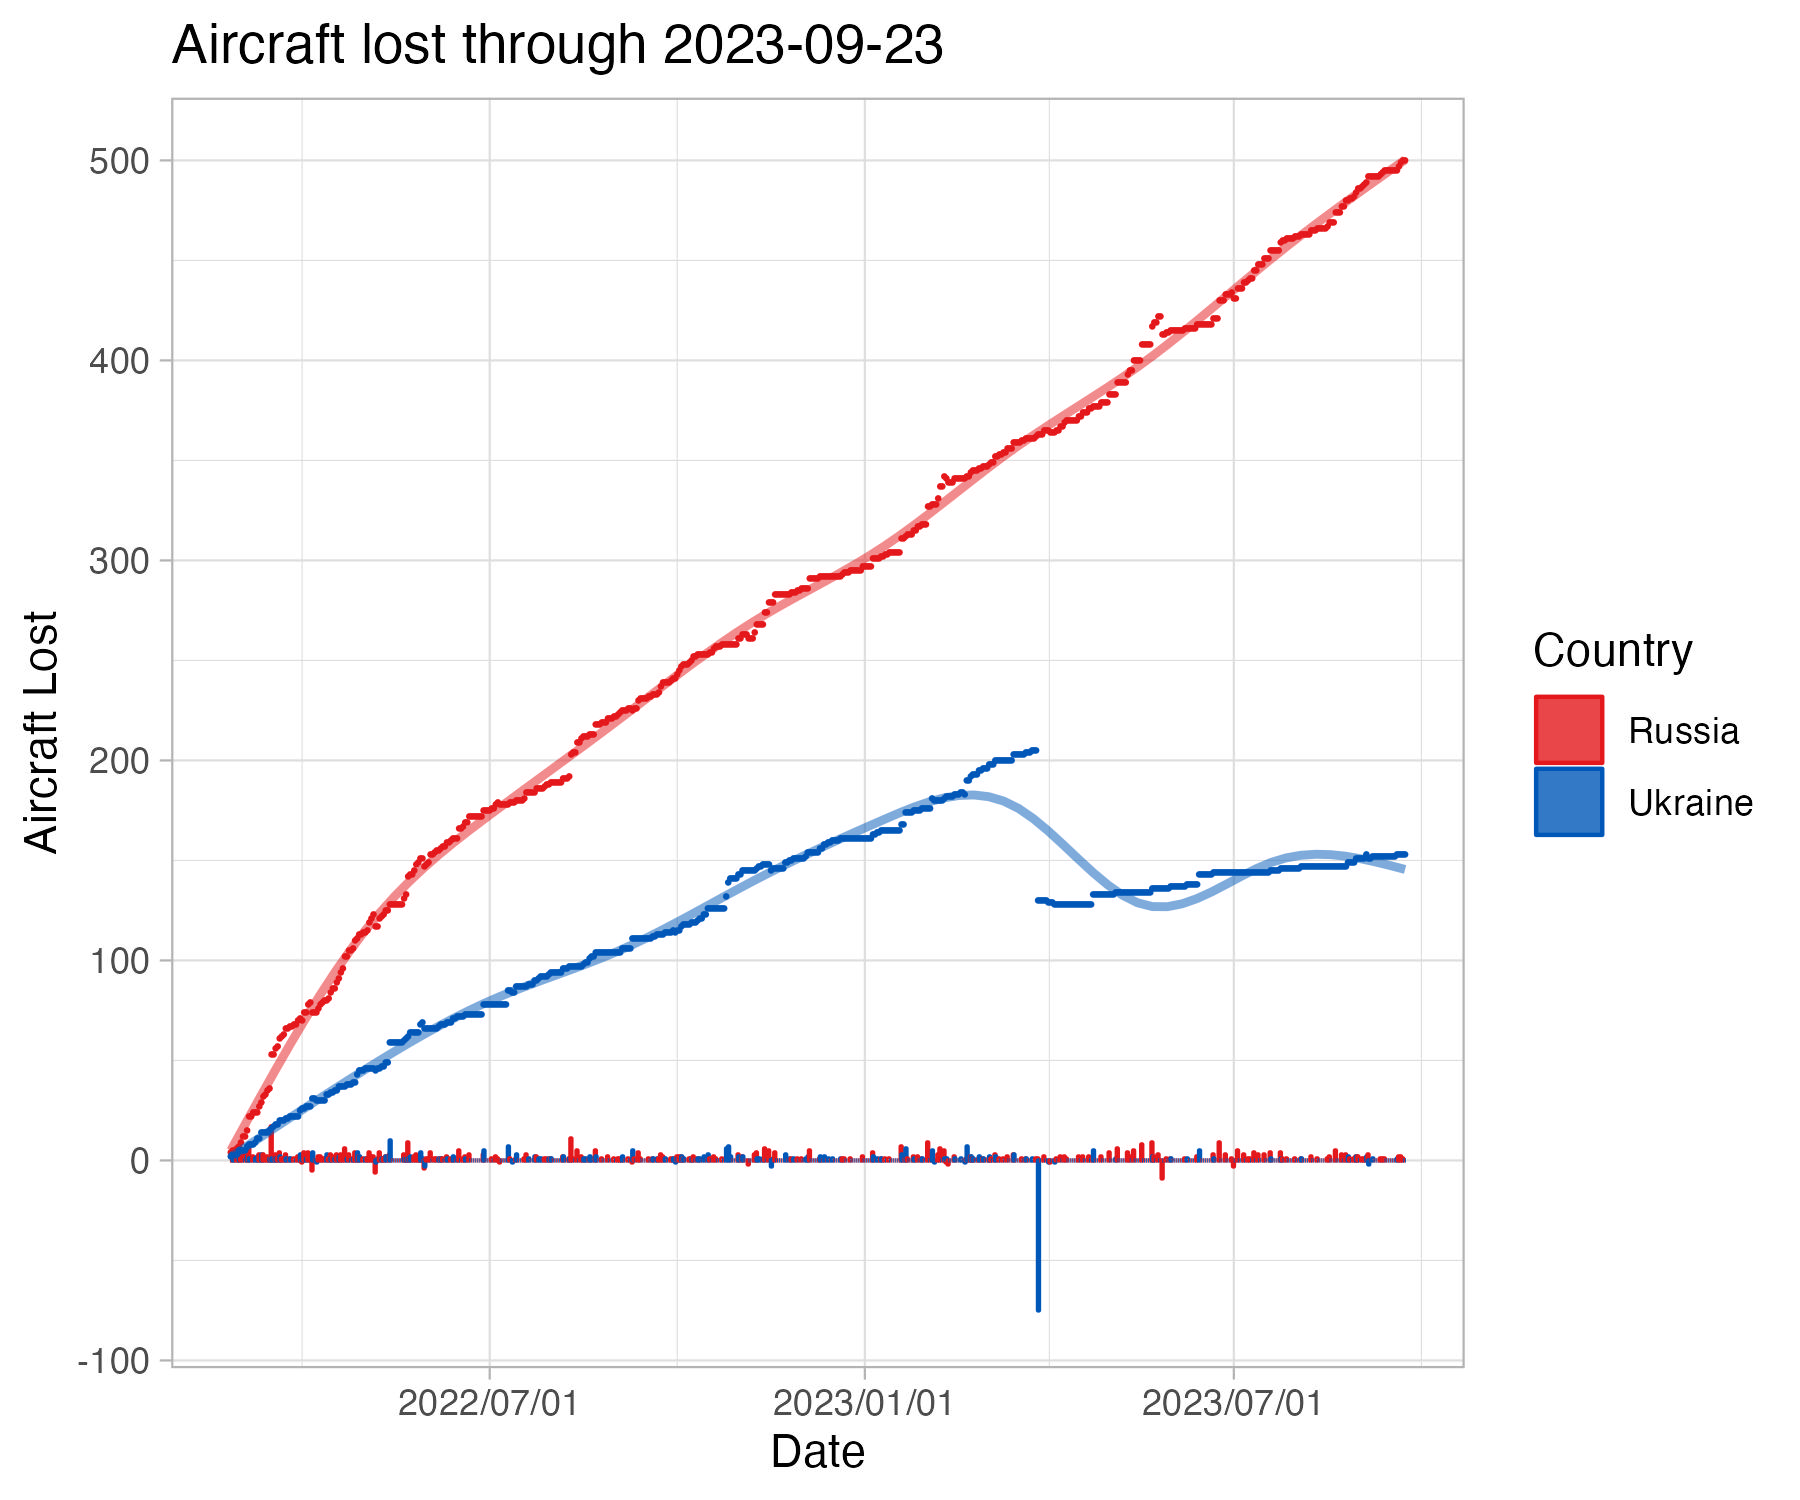 Aircraft lost through 2023-09-23
500
400
300
200
100
0
-100
Aircraft Lost
2022/07/01
2023/01/01
2023/07/01
Date
Country
Russia
Ukraine